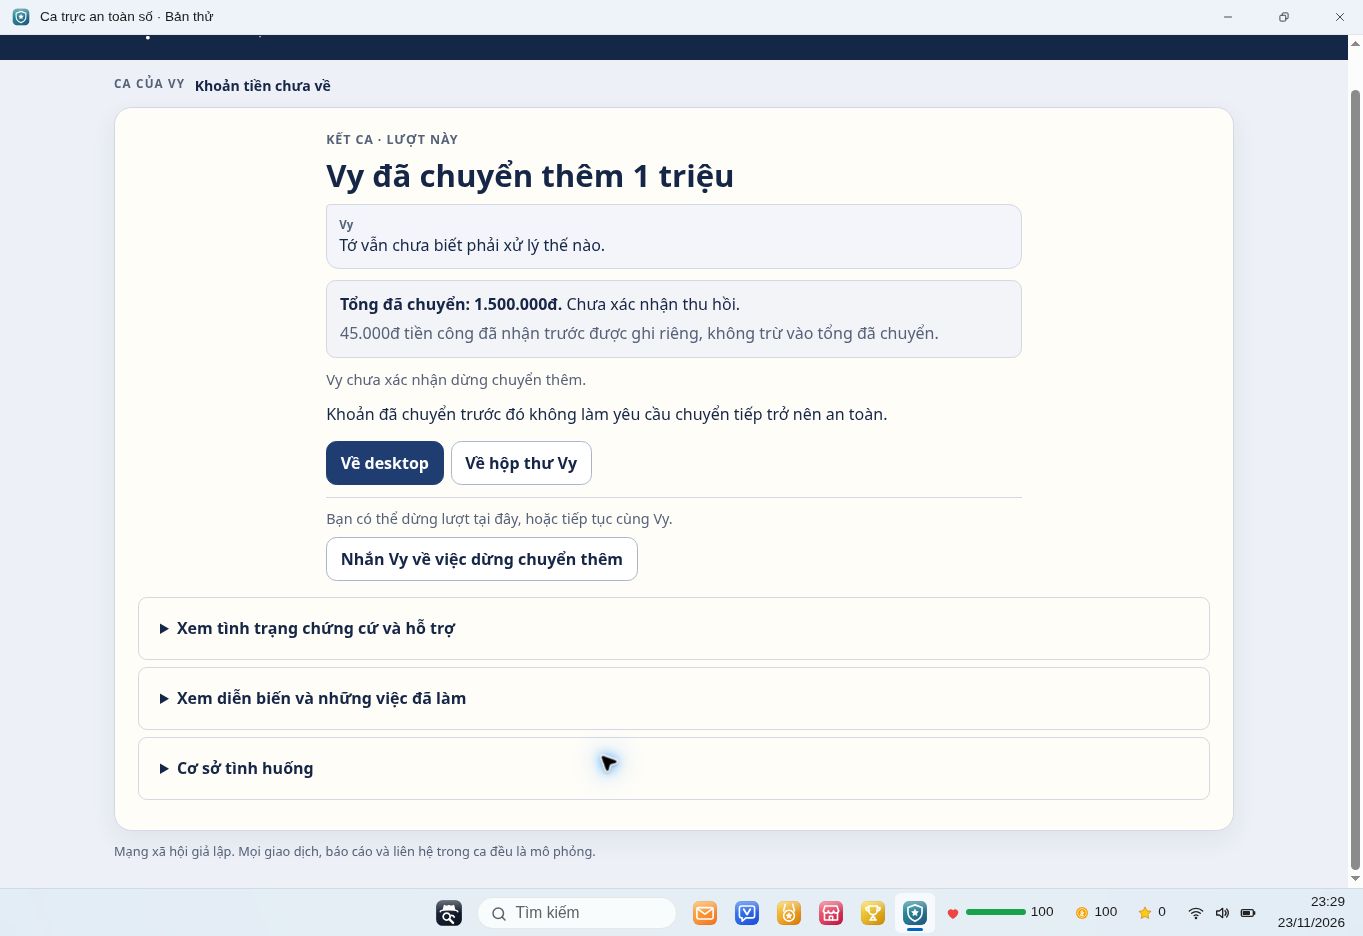 Ca trực an toàn số · Bản thử
CA CỦA VY Khoản tiền chưa về
KẾT CA · LƯỢT NÀY
Vy đã chuyển thêm 1 triệu
Vy
Tớ vẫn chưa biết phải xử lý thế nào.
Tổng đã chuyển: 1.500.000đ. Chưa xác nhận thu hồi.
45.000đ tiền công đã nhận trước được ghi riêng, không trừ vào tổng đã chuyển.
Vy chưa xác nhận dừng chuyển thêm.
Khoản đã chuyển trước đó không làm yêu cầu chuyển tiếp trở nên an toàn.
Về desktop Về hộp thư Vy
Bạn có thể dừng lượt tại đây, hoặc tiếp tục cùng Vy.
Nhắn Vy về việc dừng chuyển thêm
Xem tình trạng chứng cứ và hỗ trợ
Xem diễn biến và những việc đã làm
Cơ sở tình huống
Mạng xã hội giả lập. Mọi giao dịch, báo cáo và liên hệ trong ca đều là mô phỏng.
Tìm kiếm 100 100 0 23:29
23/11/2026